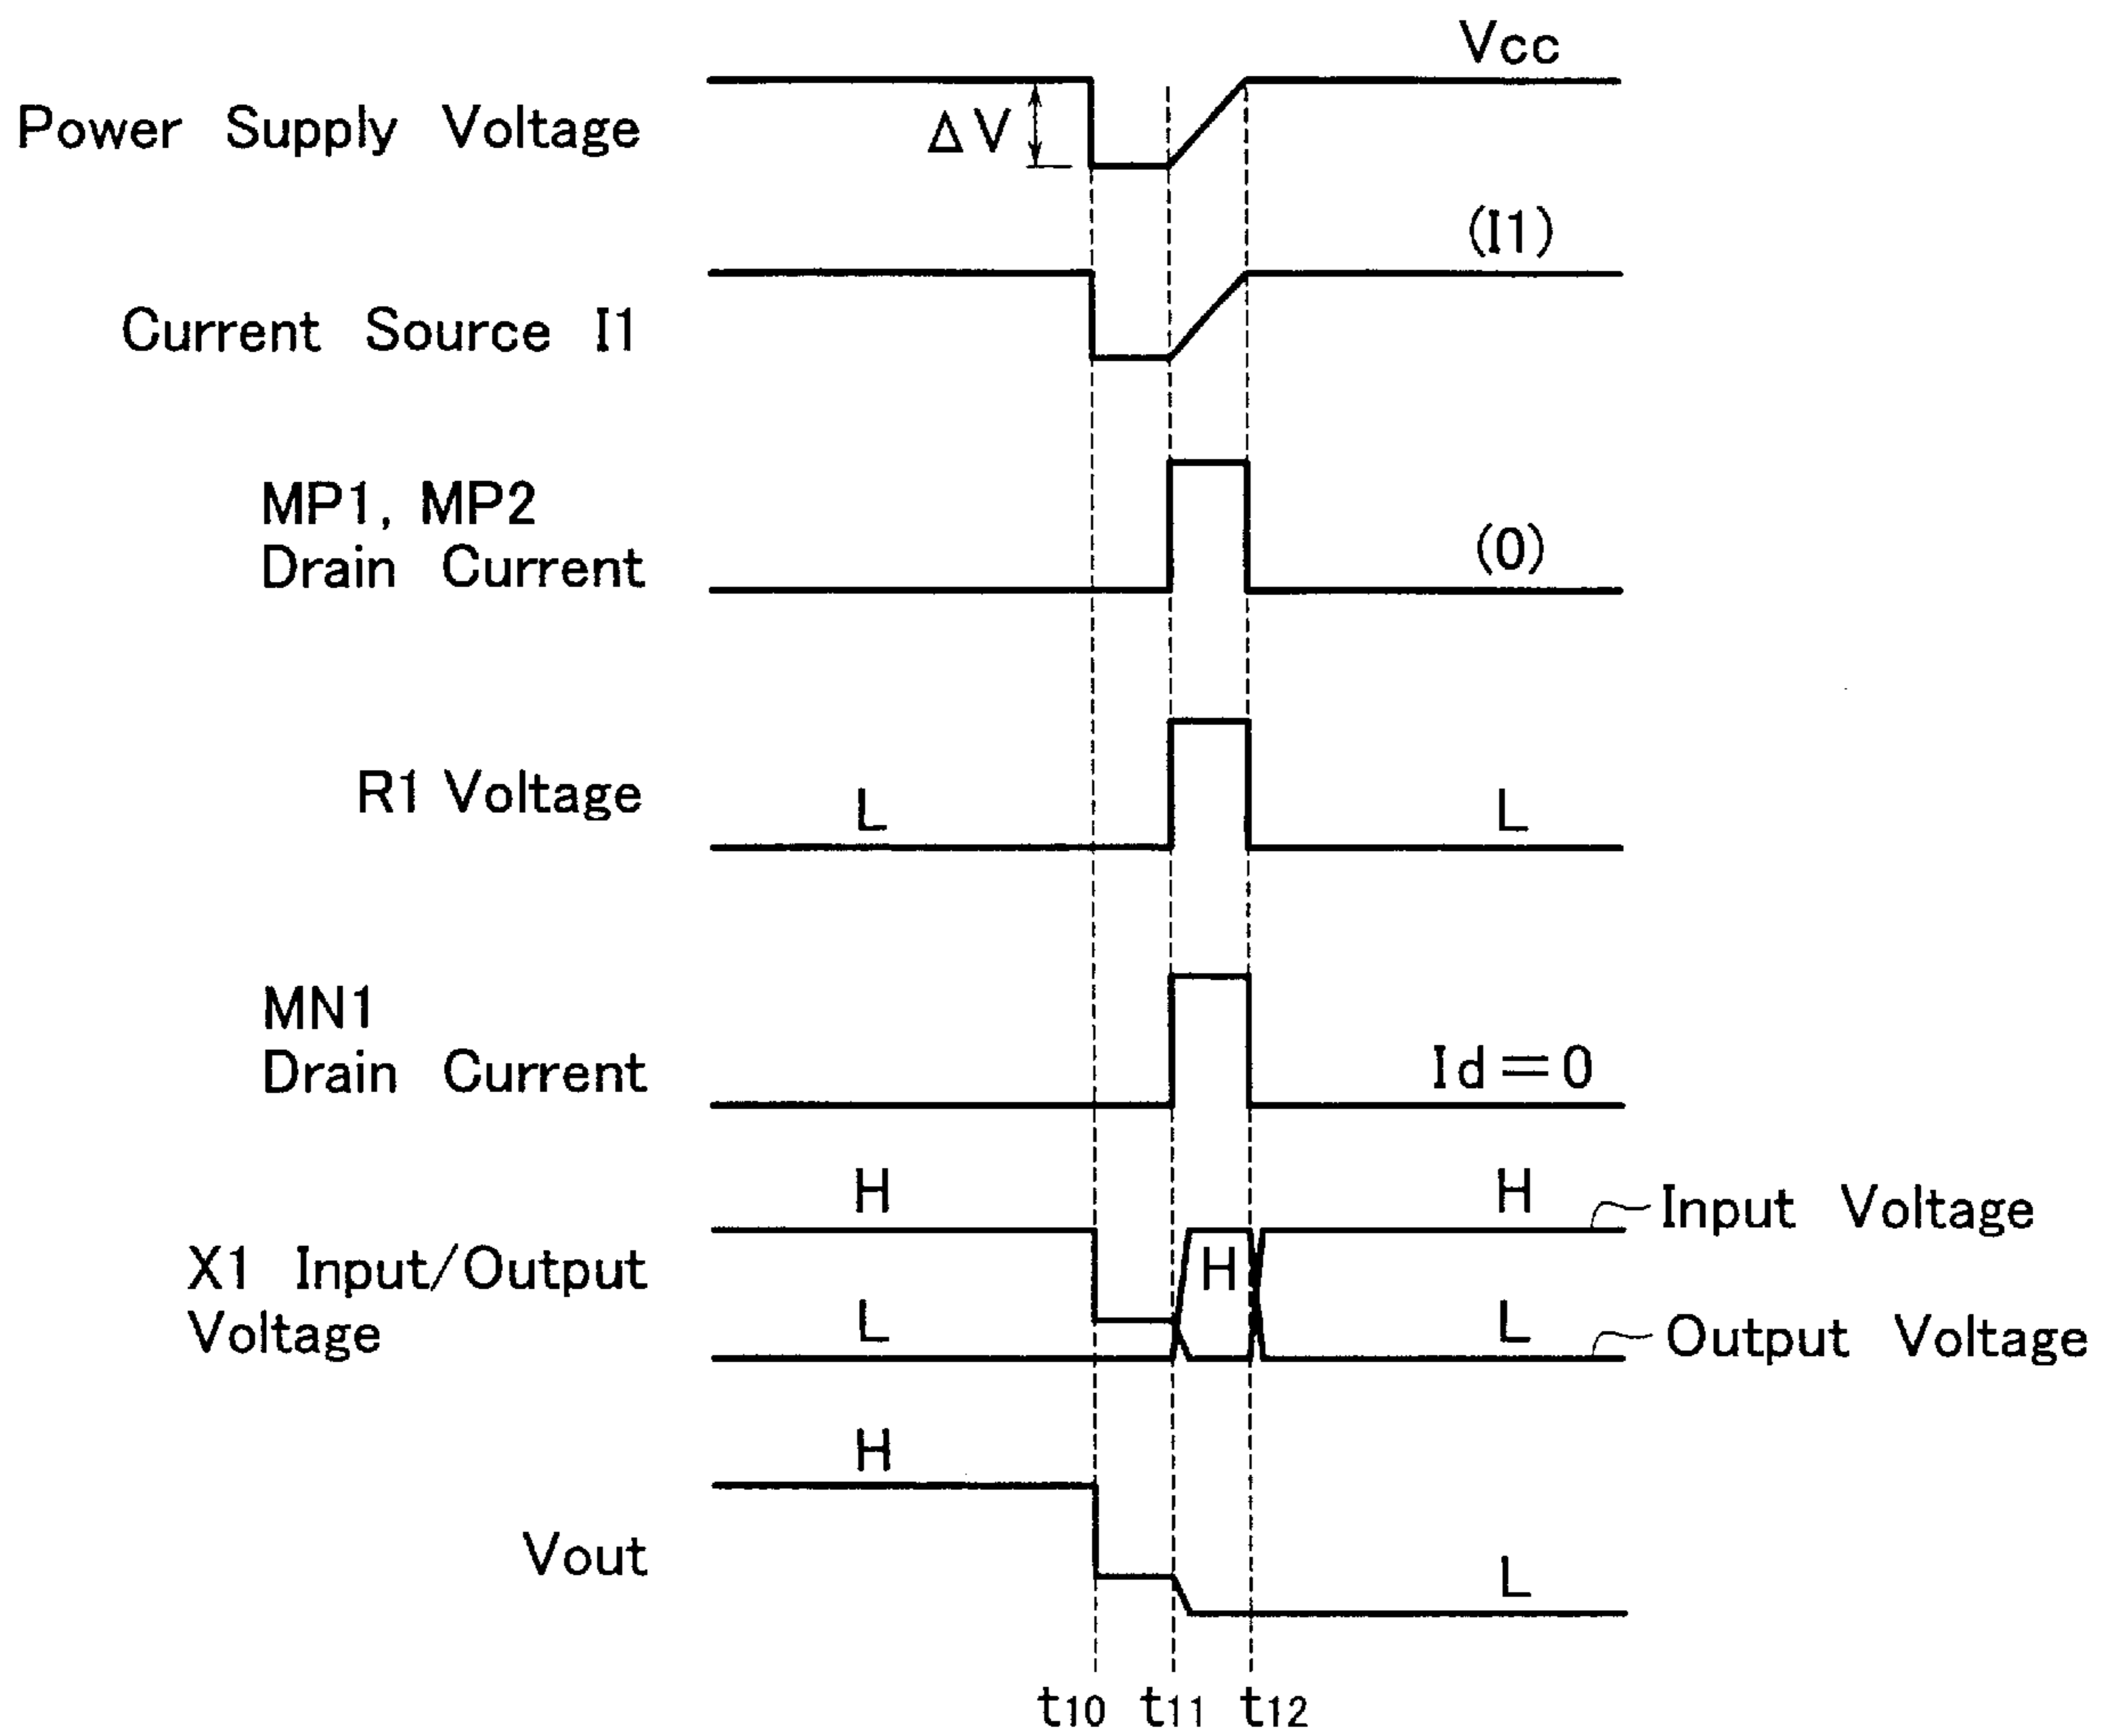 Vcc
Power Supply Voltage
ΔV
(I1)
Current Source I1
MP1, MP2
Drain Current
(0)
R1 Voltage
L
L
MN1
Drain Current
Id=0
H
H
Input Voltage
X1 Input/Output
Voltage
H
L
L
Output Voltage
H
Vout
L
t10 t11 t12